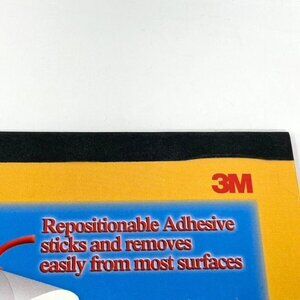 3M
Repositionable Adhesive
sticks and removes
easily from most surfaces